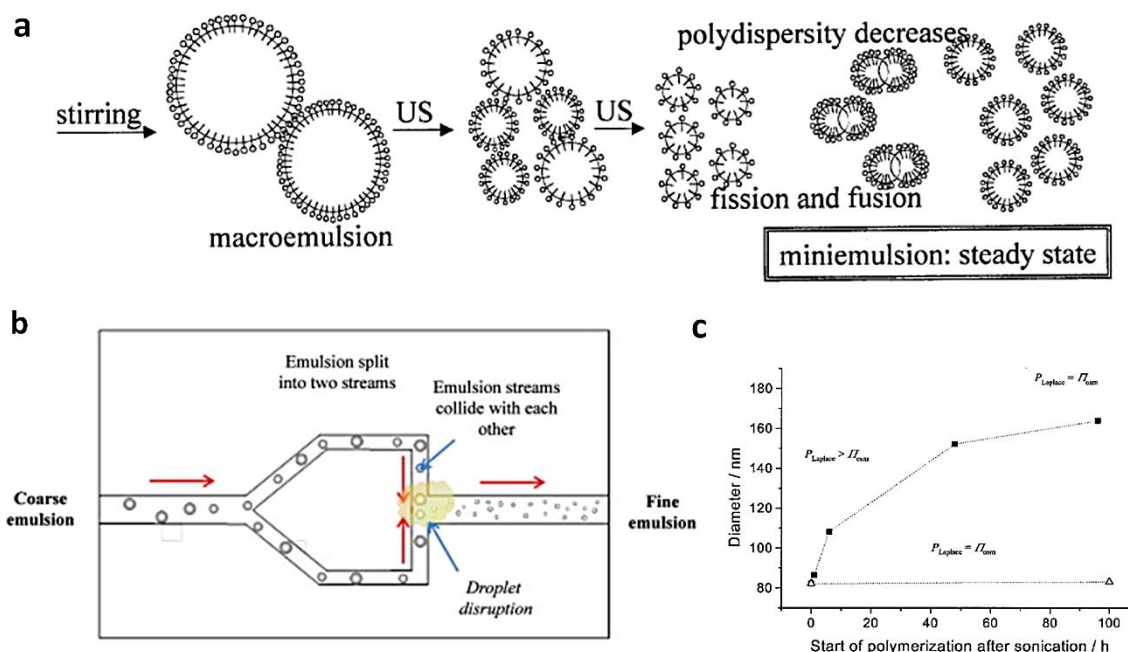 a
polydispersity decreases
stirring
US
US
macroemulsion
fission and fusion
miniemulsion: steady state
b
Emulsion split
into two streams
Emulsion streams
collide with each
other
Coarse
emulsion
Fine
emulsion
Droplet
disruption
c
P_Laplace = Π_osm
P_Laplace > Π_osm
P_Laplace = Π_osm
Diameter / nm
180
160
140
120
100
80
0 20 40 60 80 100
Start of polymerization after sonication / h